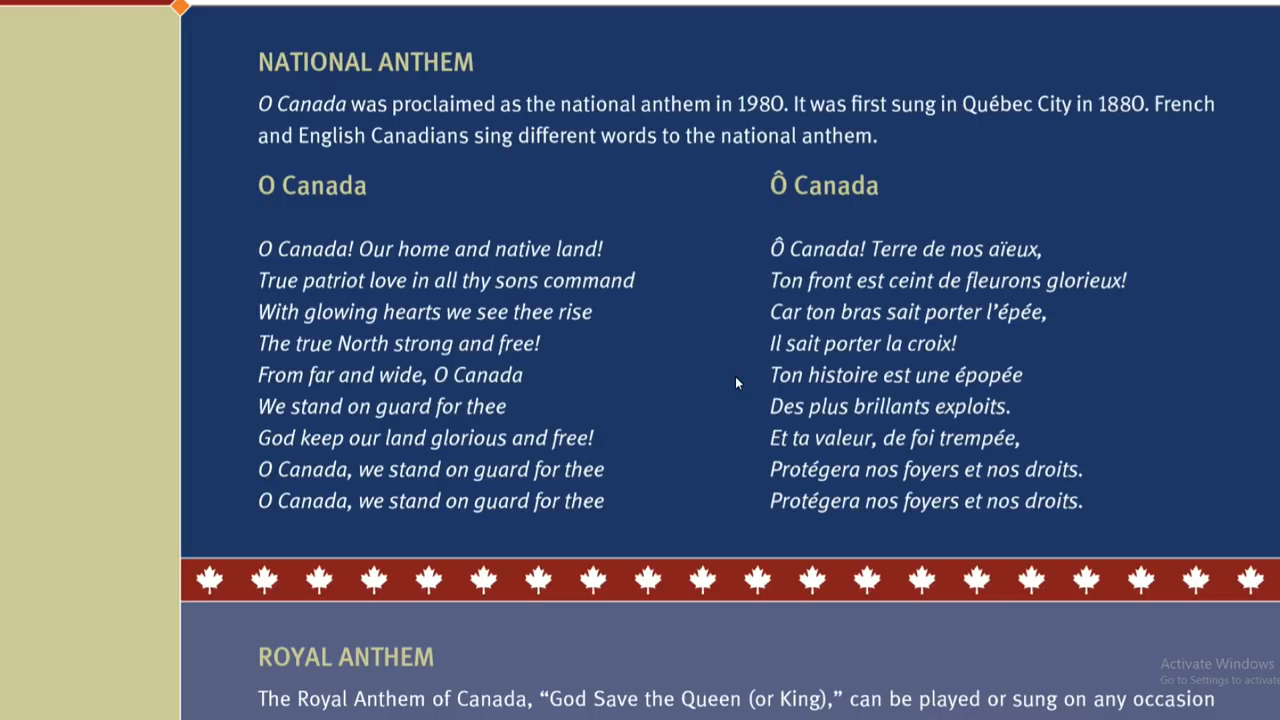 NATIONAL ANTHEM
O Canada was proclaimed as the national anthem in 1980. It was first sung in Québec City in 1880. French
and English Canadians sing different words to the national anthem.
O Canada
O Canada! Our home and native land!
True patriot love in all thy sons command
With glowing hearts we see thee rise
The true North strong and free!
From far and wide, O Canada
We stand on guard for thee
God keep our land glorious and free!
O Canada, we stand on guard for thee
O Canada, we stand on guard for thee
Ô Canada
Ô Canada! Terre de nos aïeux,
Ton front est ceint de fleurons glorieux!
Car ton bras sait porter l’épée,
Il sait porter la croix!
Ton histoire est une épopée
Des plus brillants exploits.
Et ta valeur, de foi trempée,
Protégera nos foyers et nos droits.
Protégera nos foyers et nos droits.
ROYAL ANTHEM
The Royal Anthem of Canada, “God Save the Queen (or King),” can be played or sung on any occasion
Activate Windows
Go to Settings to activate